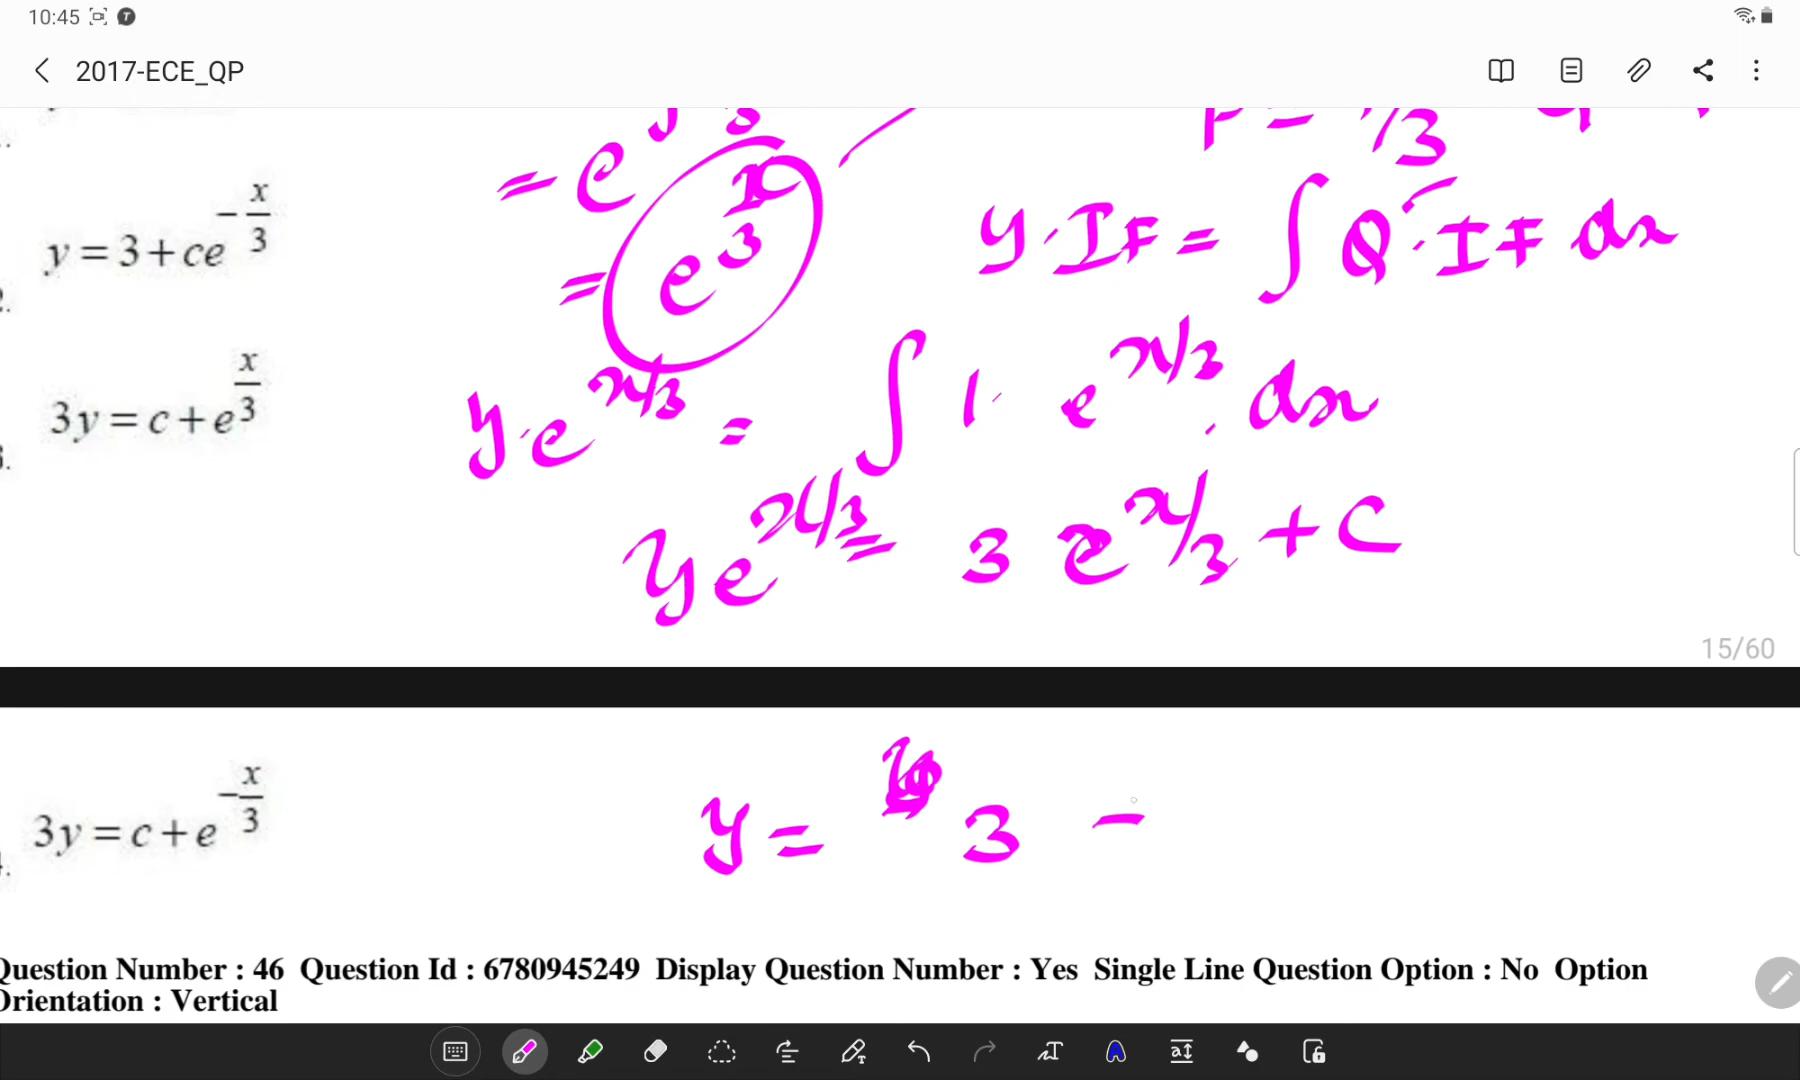 10:45
2017-ECE_QP
y = 3 + ce^{-x/3}
3y = c + e^{x/3}
= e
= e^{x/3}
P = 1/3
y · IF = ∫ Q · IF dx
y · e^{x/3} = ∫ 1 · e^{x/3} · dx
y e^{x/3} = 3 e^{x/3} + C
15/60
3y = c + e^{-x/3}
y = 3 -
Question Number : 46 Question Id : 6780945249 Display Question Number : Yes Single Line Question Option : No Option
Orientation : Vertical